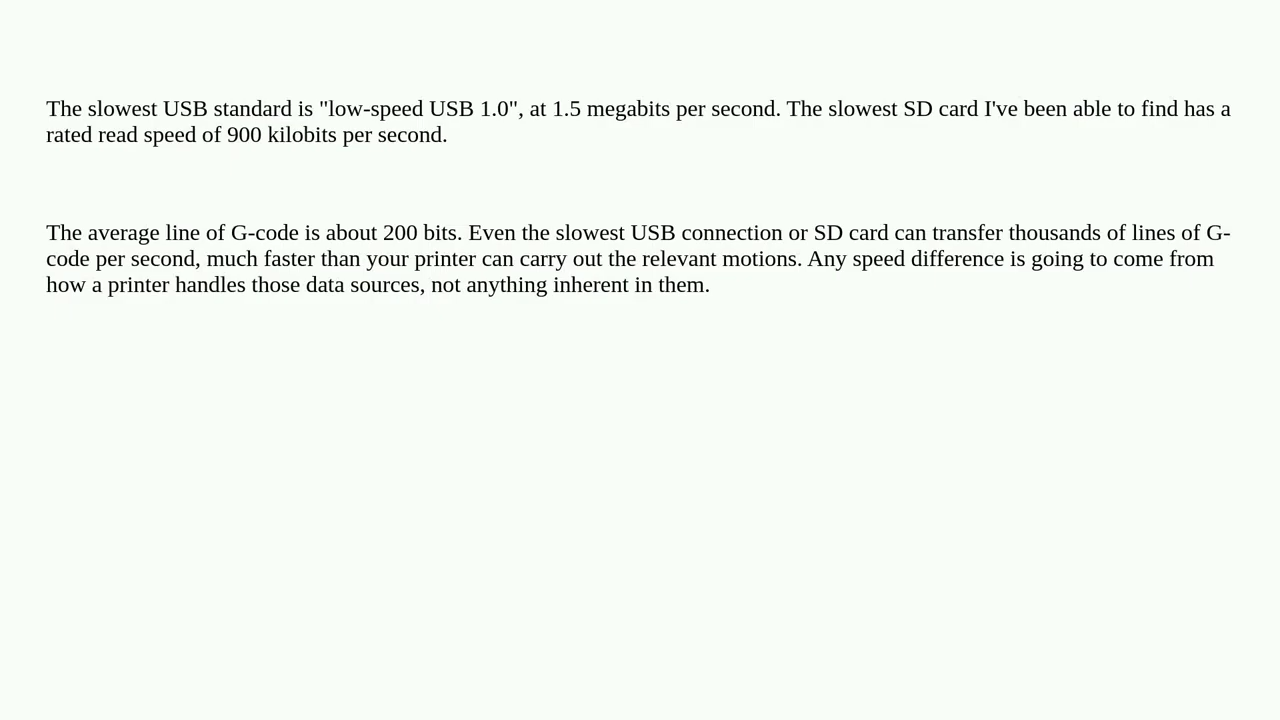 The slowest USB standard is "low-speed USB 1.0", at 1.5 megabits per second. The slowest SD card I've been able to find has a
rated read speed of 900 kilobits per second.
The average line of G-code is about 200 bits. Even the slowest USB connection or SD card can transfer thousands of lines of G-
code per second, much faster than your printer can carry out the relevant motions. Any speed difference is going to come from
how a printer handles those data sources, not anything inherent in them.